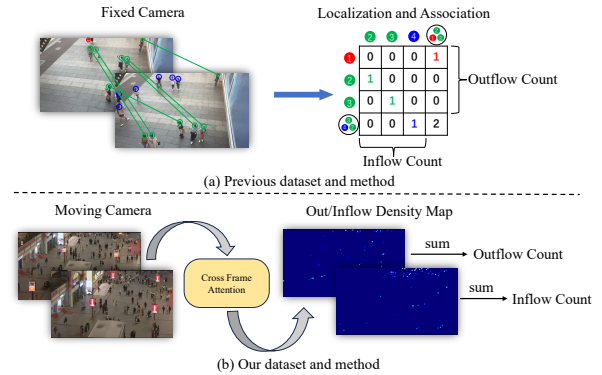 Fixed Camera
Localization and Association
2 3 4
1 0 0 0 1
2 1 0 0 0
3 0 1 0 0
0 0 1 2
Outflow Count
Inflow Count
(a) Previous dataset and method
Moving Camera
Out/Inflow Density Map
Cross Frame
Attention
sum
Outflow Count
sum
Inflow Count
(b) Our dataset and method